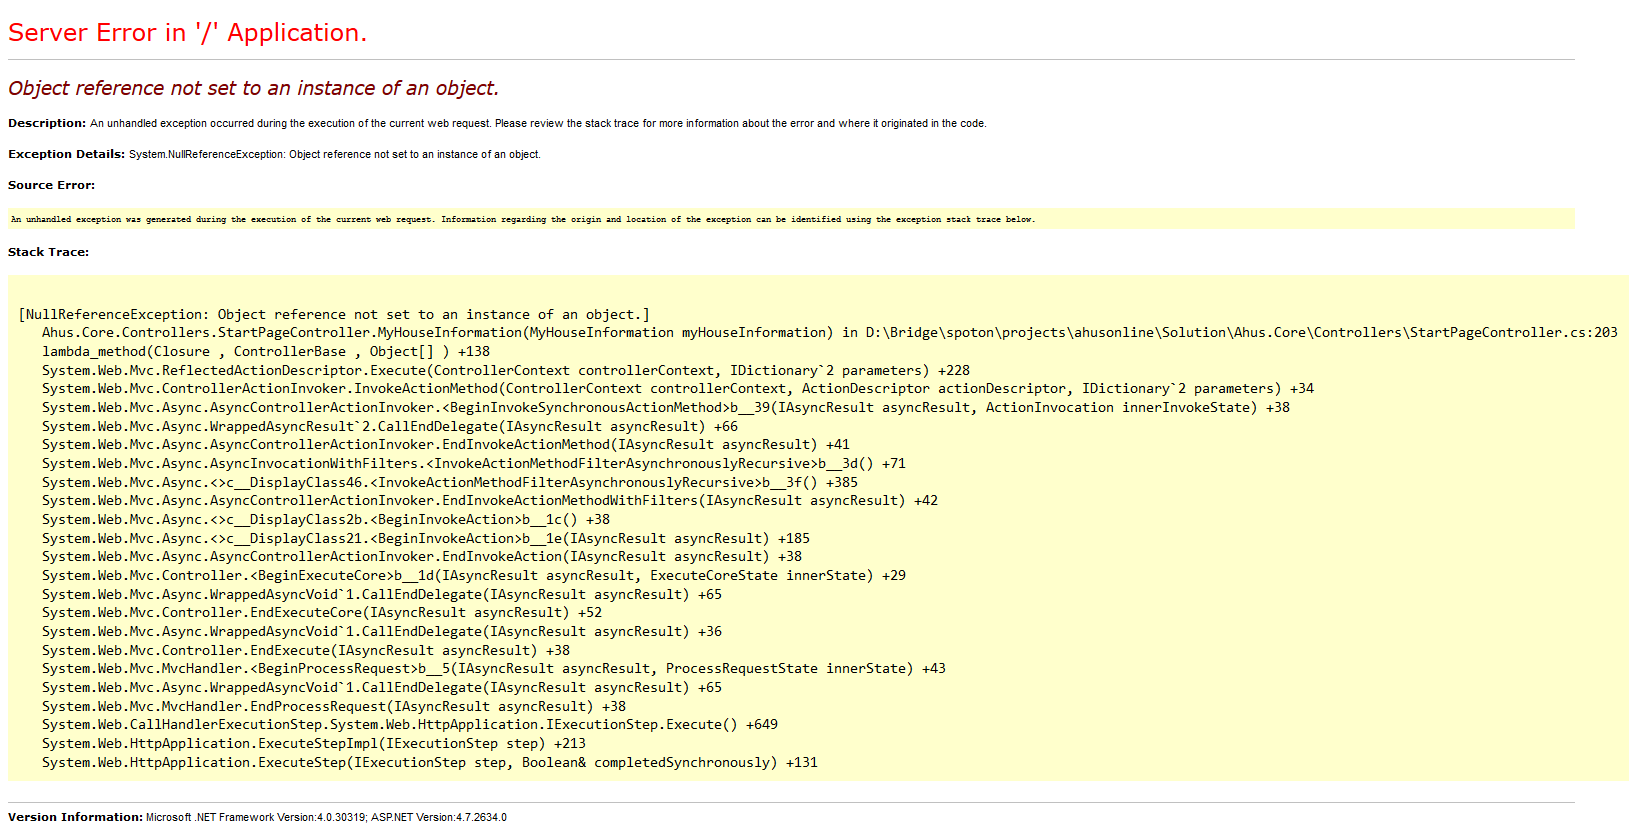 Server Error in '/' Application.
Object reference not set to an instance of an object.
Description: An unhandled exception occurred during the execution of the current web request. Please review the stack trace for more information about the error and where it originated in the code.
Exception Details: System.NullReferenceException: Object reference not set to an instance of an object.
Source Error:
An unhandled exception was generated during the execution of the current web request. Information regarding the origin and location of the exception can be identified using the exception stack trace below.
Stack Trace:
[NullReferenceException: Object reference not set to an instance of an object.]
Ahus.Core.Controllers.StartPageController.MyHouseInformation(MyHouseInformation myHouseInformation) in D:\Bridge\spoton\projects\ahusonline\Solution\Ahus.Core\Controllers\StartPageController.cs:203
lambda_method(Closure , ControllerBase , Object[] ) +138
System.Web.Mvc.ReflectedActionDescriptor.Execute(ControllerContext controllerContext, IDictionary`2 parameters) +228
System.Web.Mvc.ControllerActionInvoker.InvokeActionMethod(ControllerContext controllerContext, ActionDescriptor actionDescriptor, IDictionary`2 parameters) +34
System.Web.Mvc.Async.AsyncControllerActionInvoker.<BeginInvokeSynchronousActionMethod>b__39(IAsyncResult asyncResult, ActionInvocation innerInvokeState) +38
System.Web.Mvc.Async.WrappedAsyncResult`2.CallEndDelegate(IAsyncResult asyncResult) +66
System.Web.Mvc.Async.AsyncControllerActionInvoker.EndInvokeActionMethod(IAsyncResult asyncResult) +41
System.Web.Mvc.Async.AsyncInvocationWithFilters.<InvokeActionMethodFilterAsynchronouslyRecursive>b__3d() +71
System.Web.Mvc.Async.<>c__DisplayClass46.<InvokeActionMethodFilterAsynchronouslyRecursive>b__3f() +385
System.Web.Mvc.Async.AsyncControllerActionInvoker.EndInvokeActionMethodWithFilters(IAsyncResult asyncResult) +42
System.Web.Mvc.Async.<>c__DisplayClass2b.<BeginInvokeAction>b__1c() +38
System.Web.Mvc.Async.<>c__DisplayClass21.<BeginInvokeAction>b__1e(IAsyncResult asyncResult) +185
System.Web.Mvc.Async.AsyncControllerActionInvoker.EndInvokeAction(IAsyncResult asyncResult) +38
System.Web.Mvc.Controller.<BeginExecuteCore>b__1d(IAsyncResult asyncResult, ExecuteCoreState innerState) +29
System.Web.Mvc.Async.WrappedAsyncVoid`1.CallEndDelegate(IAsyncResult asyncResult) +65
System.Web.Mvc.Controller.EndExecuteCore(IAsyncResult asyncResult) +52
System.Web.Mvc.Async.WrappedAsyncVoid`1.CallEndDelegate(IAsyncResult asyncResult) +36
System.Web.Mvc.Controller.EndExecute(IAsyncResult asyncResult) +38
System.Web.Mvc.MvcHandler.<BeginProcessRequest>b__5(IAsyncResult asyncResult, ProcessRequestState innerState) +43
System.Web.Mvc.Async.WrappedAsyncVoid`1.CallEndDelegate(IAsyncResult asyncResult) +65
System.Web.Mvc.MvcHandler.EndProcessRequest(IAsyncResult asyncResult) +38
System.Web.CallHandlerExecutionStep.System.Web.HttpApplication.IExecutionStep.Execute() +649
System.Web.HttpApplication.ExecuteStepImpl(IExecutionStep step) +213
System.Web.HttpApplication.ExecuteStep(IExecutionStep step, Boolean& completedSynchronously) +131
Version Information: Microsoft .NET Framework Version:4.0.30319; ASP.NET Version:4.7.2634.0